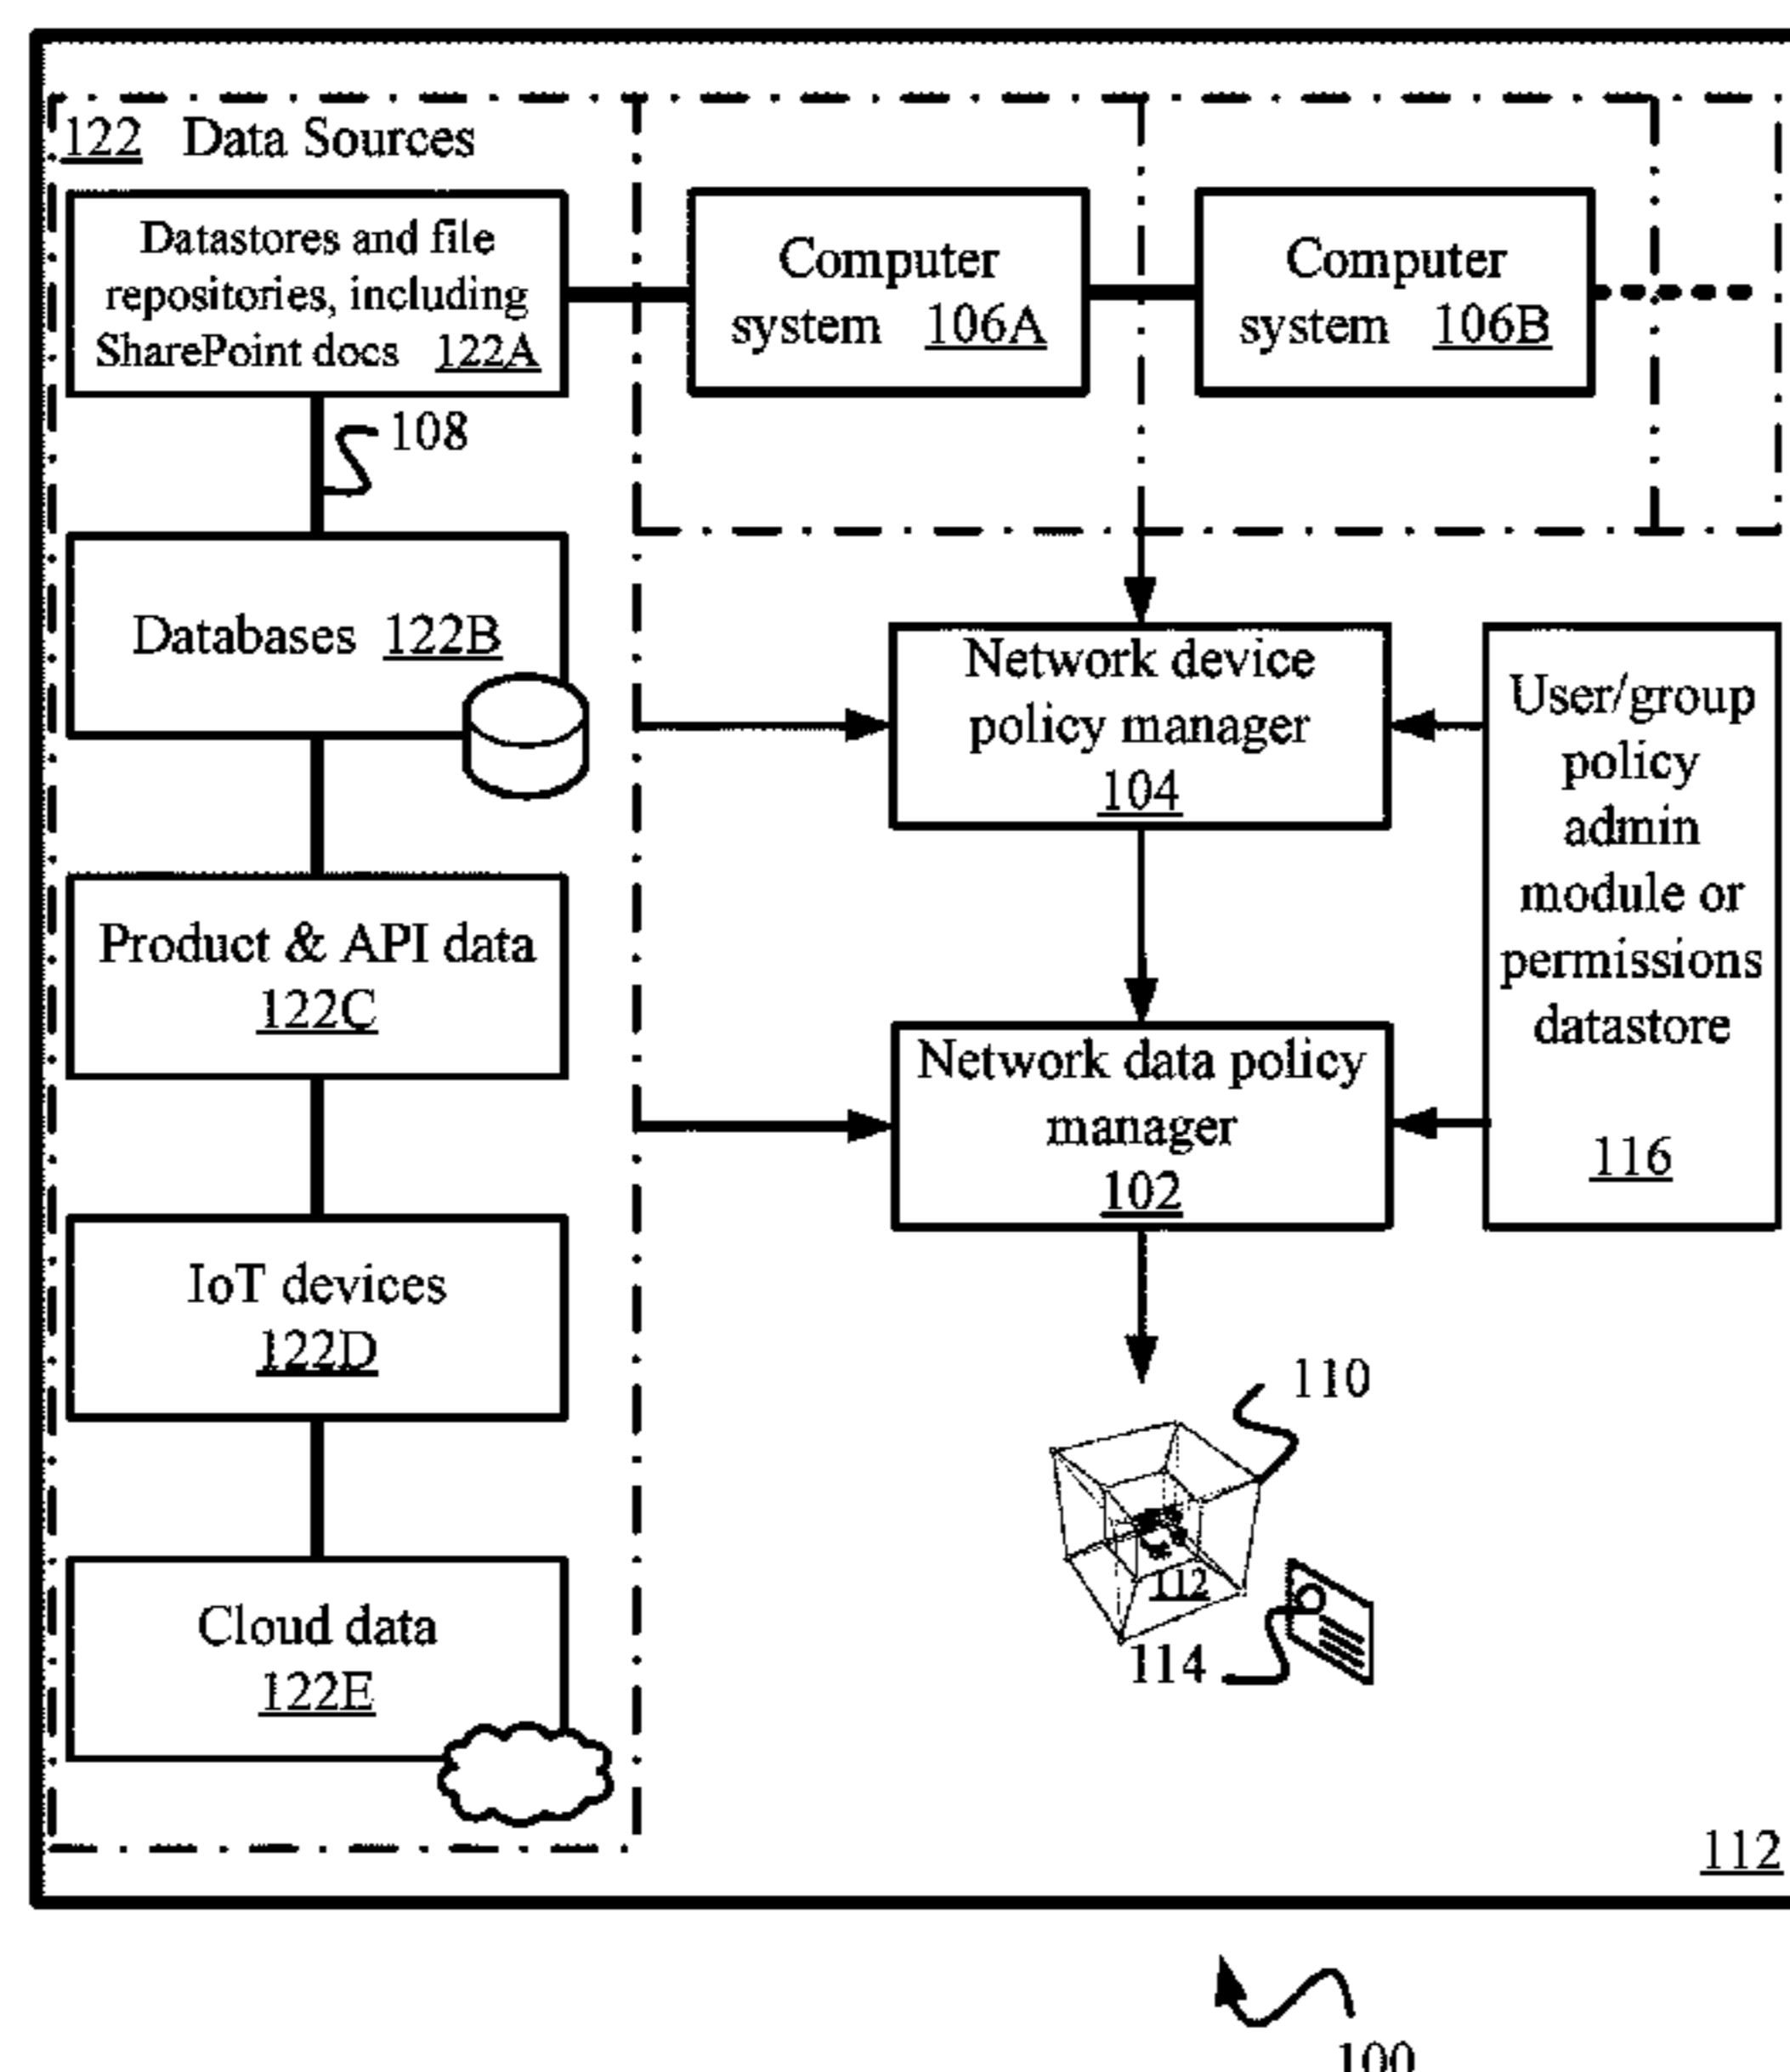 122 Data Sources
Datastores and file
repositories, including
SharePoint docs 122A
Computer
system 106A
Computer
system 106B
108
Databases 122B
Network device
policy manager
104
User/group
policy
admin
module or
permissions
datastore
116
Product & API data
122C
Network data policy
manager
102
IoT devices
122D
110
112
114
Cloud data
122E
112
100